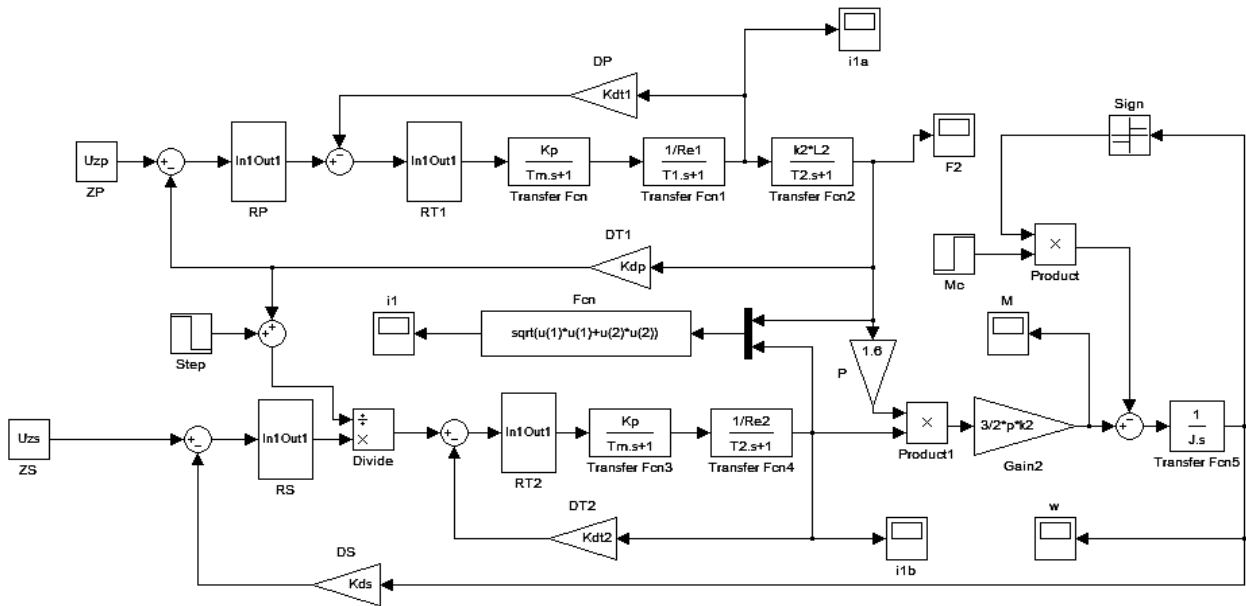 i1a
DP
Kdt1
Sign
Uzp
ZP
In1Out1
RP
In1Out1
RT1
Kp
Tm.s+1
Transfer Fcn
1/Re1
T1.s+1
Transfer Fcn1
k2*L2
T2.s+1
Transfer Fcn2
F2
DT1
Kdp
Mc
×
Product
Step
i1
Fcn
sqrt(u(1)*u(1)+u(2)*u(2))
M
1.6
P
Uzs
ZS
In1Out1
RS
÷
×
Divide
In1Out1
RT2
Kp
Tm.s+1
Transfer Fcn3
1/Re2
T2.s+1
Transfer Fcn4
×
Product1
3/2*p*k2
Gain2
1
J.s
Transfer Fcn5
DT2
Kdt2
i1b
w
DS
Kds